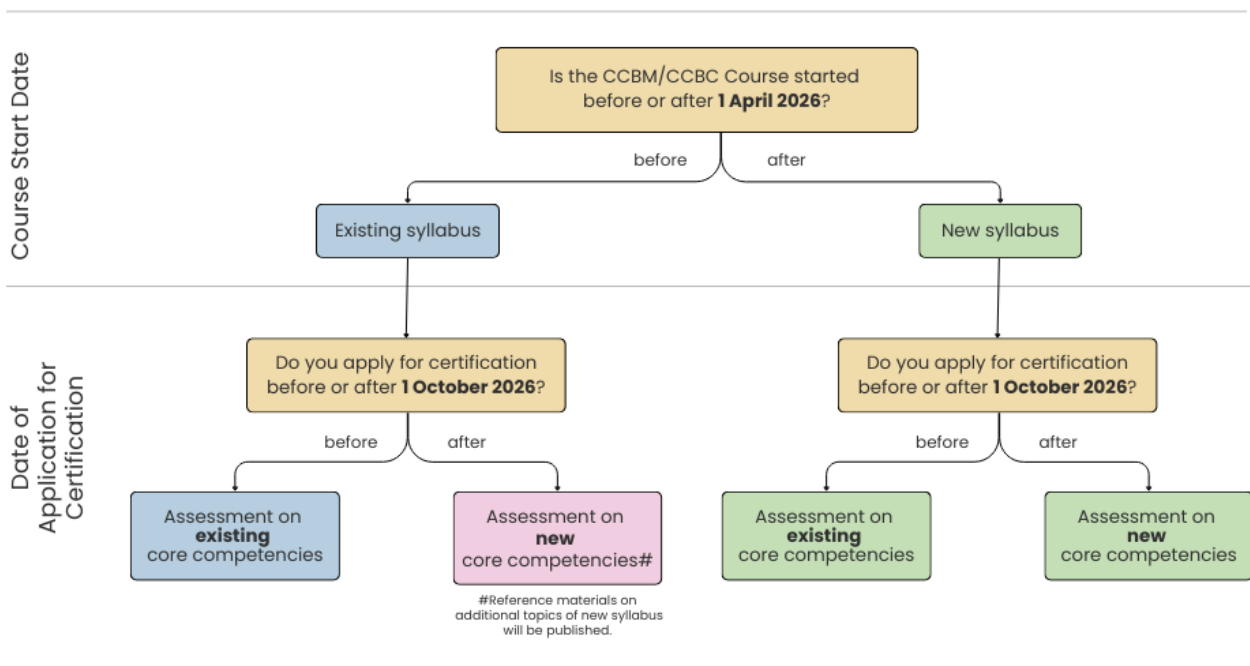 Course Start Date
Is the CCBM/CCBC Course started
before or after 1 April 2026?
before
after
Existing syllabus
New syllabus
Date of
Application for
Certification
Do you apply for certification
before or after 1 October 2026?
before
after
Assessment on
existing
core competencies
Assessment on
new
core competencies#
#Reference materials on
additional topics of new syllabus
will be published.
Do you apply for certification
before or after 1 October 2026?
before
after
Assessment on
existing
core competencies
Assessment on
new
core competencies